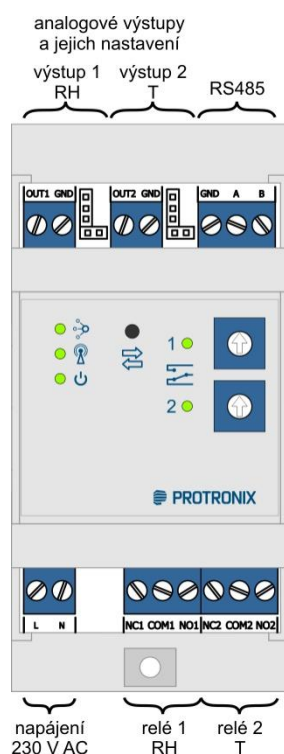 analogové výstupy
a jejich nastavení
výstup 1 výstup 2 RS485
RH T
OUT1 GND OUT2 GND GND A B
1
2
PROTRONIX
L N NC1 COM1 NO1 NC2 COM2 NO2
napájení relé 1 relé 2
230 V AC RH T